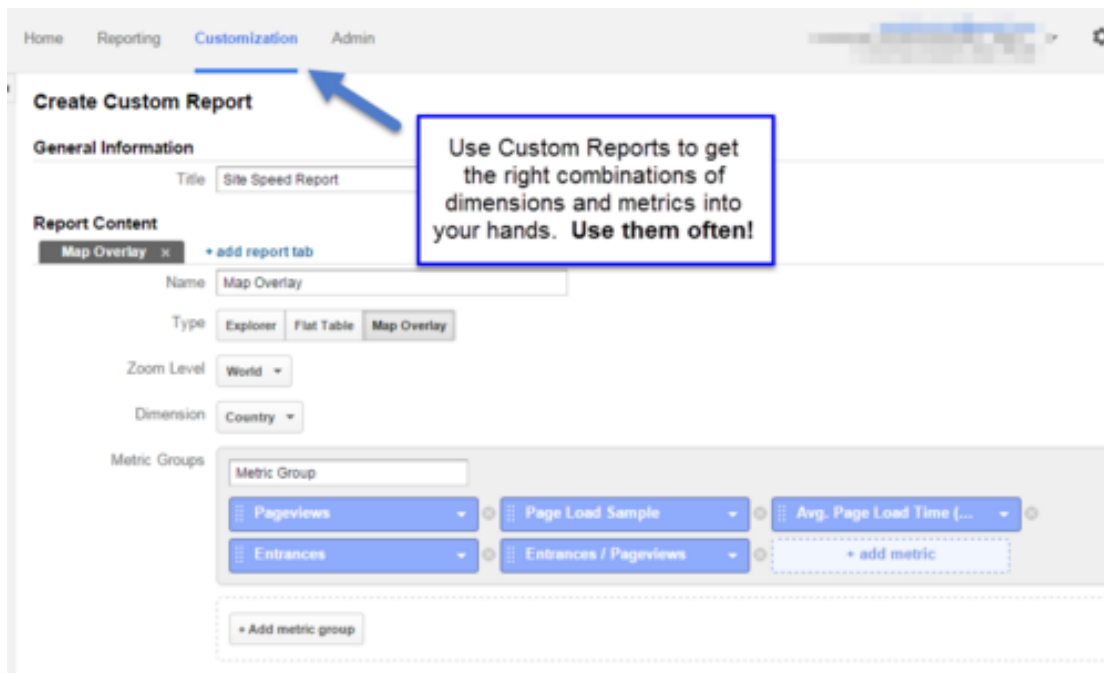 Home Reporting Customization Admin
Create Custom Report
General Information
Title Site Speed Report
Use Custom Reports to get
the right combinations of
dimensions and metrics into
your hands. Use them often!
Report Content
Map Overlay × + add report tab
Name Map Overlay
Type Explorer Flat Table Map Overlay
Zoom Level World
Dimension Country
Metric Groups Metric Group
Pageviews Page Load Sample Avg. Page Load Time (...
Entrances Entrances / Pageviews + add metric
+ Add metric group